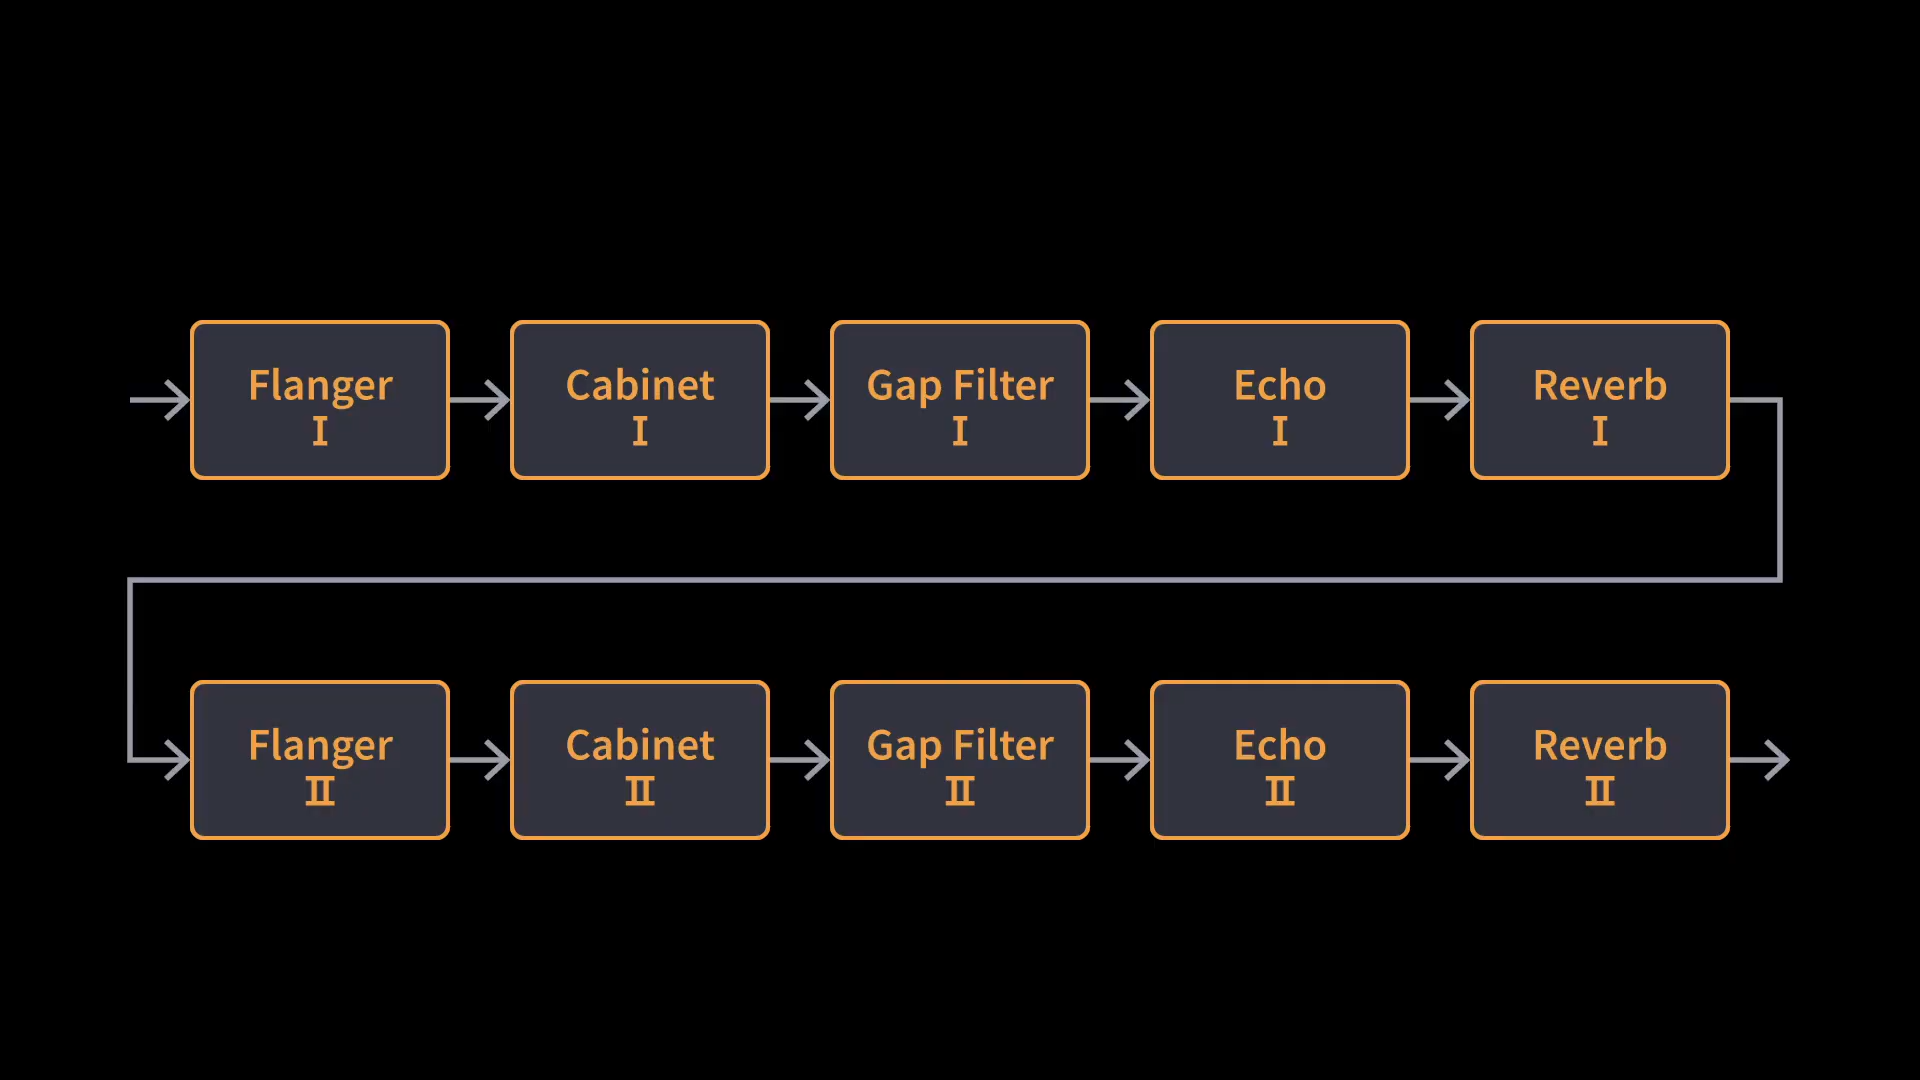 Flanger
I
Cabinet
I
Gap Filter
I
Echo
I
Reverb
I
Flanger
II
Cabinet
II
Gap Filter
II
Echo
II
Reverb
II